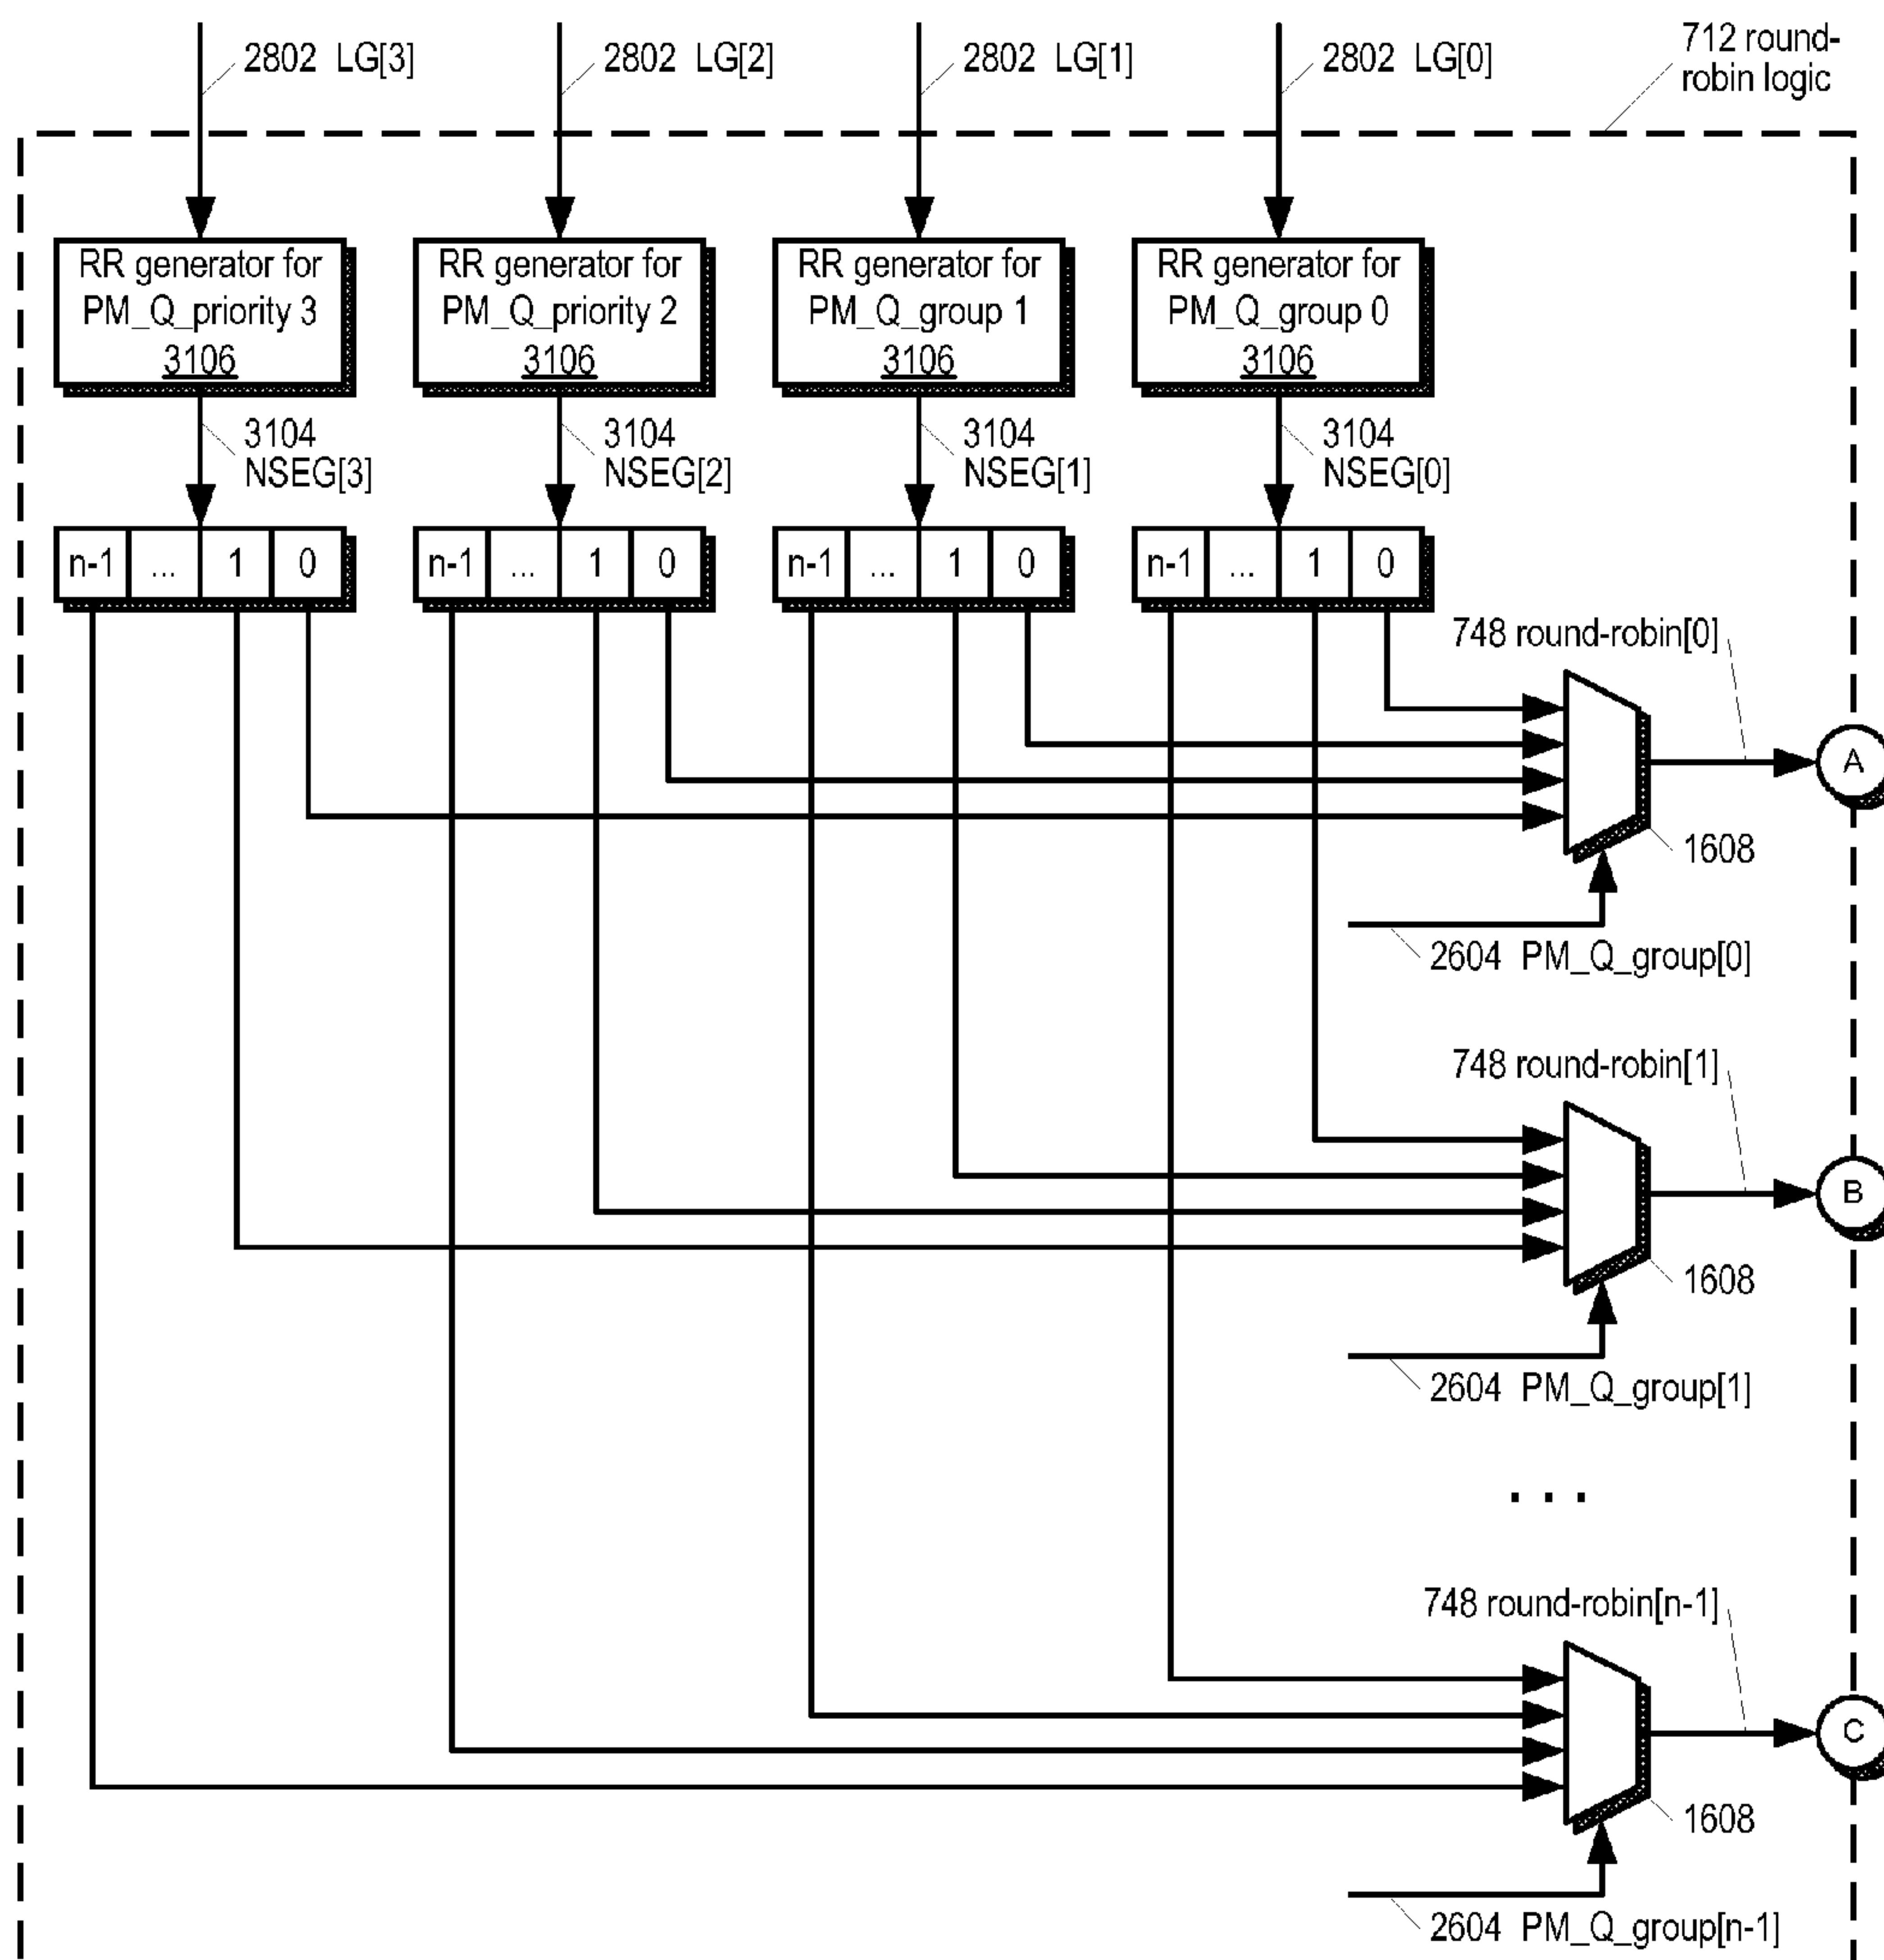 2802 LG[3]
2802 LG[2]
2802 LG[1]
2802 LG[0]
712 round-
robin logic
RR generator for
PM_Q_priority 3
3106
RR generator for
PM_Q_priority 2
3106
RR generator for
PM_Q_group 1
3106
RR generator for
PM_Q_group 0
3106
3104
NSEG[3]
3104
NSEG[2]
3104
NSEG[1]
3104
NSEG[0]
n-1 ... 1 0
n-1 ... 1 0
n-1 ... 1 0
n-1 ... 1 0
748 round-robin[0]
A
1608
2604 PM_Q_group[0]
748 round-robin[1]
B
1608
2604 PM_Q_group[1]
. . .
748 round-robin[n-1]
C
1608
2604 PM_Q_group[n-1]